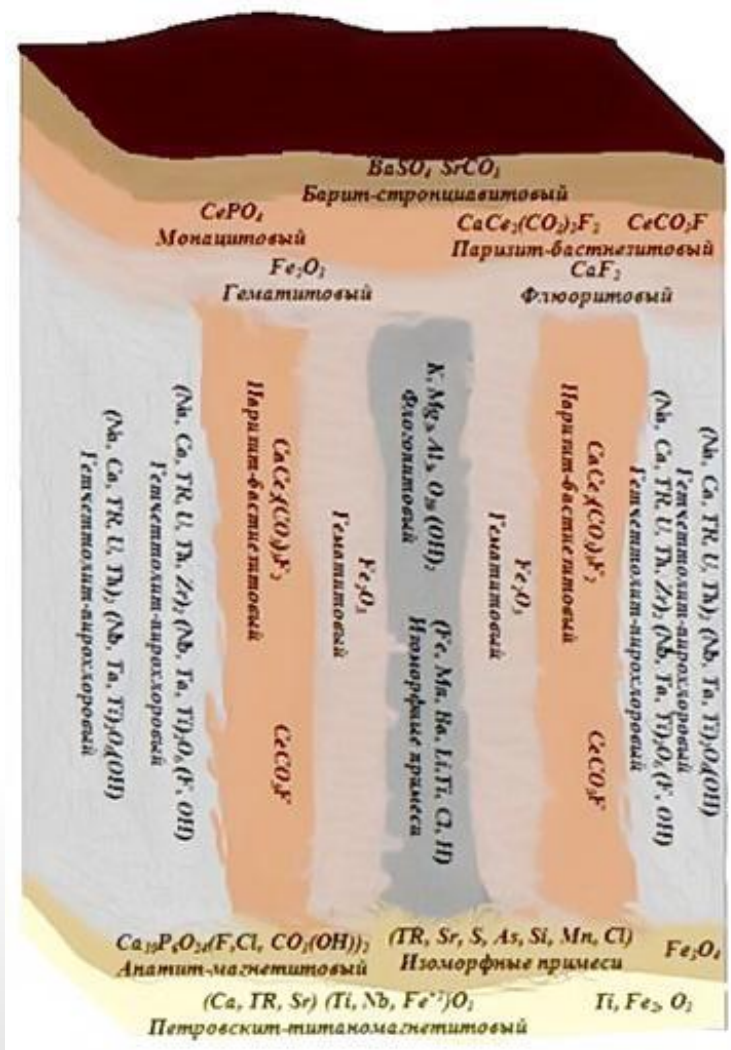 BaSO₄ SrCO₃
Барит-стронциавитовый
CePO₄
Монацитовый
CaCe₂(CO₂)₃F₂ CeCO₃F
Паризит-бастнезитовый
Fe₂O₃
Гематитовый
CaF₂
Флюоритовый
(Na, Ca, TR, U, Th)₂ (Nb, Ta, Ti)₂O₆(OH)
Гетчеттолит-пирохлоровый
(Na, Ca, TR, U, Th, Zr)₂ (Nb, Ta, Ti)₂O₆ (F, OH)
Гетчеттолит-пирохлоровый
CaCe₂(CO₃)₃F₂
CeCO₃F
Паризит-бастнезитовый
Fe₂O₃
Гематитовый
K, Mg₃ Al₃
(OH)₂
Флогопитовый
(Fe, Mn, Ba, Li, Ti, Cl, H)
Изоморфные примеси
Fe₂O₃
Гематитовый
CaCe₂(CO₃)₃F₂
CeCO₃F
Паризит-бастнезитовый
(Na, Ca, TR, U, Th, Zr)₂ (Nb, Ta, Ti)₂O₆ (F, OH)
Гетчеттолит-пирохлоровый
(Na, Ca, TR, U, Th)₂ (Nb, Ta, Ti)₂O₆(OH)
Гетчеттолит-пирохлоровый
Ca₁₀P₆O₂₄(F,Cl, CO₃(OH))₂
Апатит-магнетитовый
(TR, Sr, S, As, Si, Mn, Cl)
Изоморфные примеси
Fe₃O₄
(Ca, TR, Sr) (Ti, Nb, Fe⁺²)O₃
Петровскит-титаномагнетитовый
Ti, Fe₂, O₂